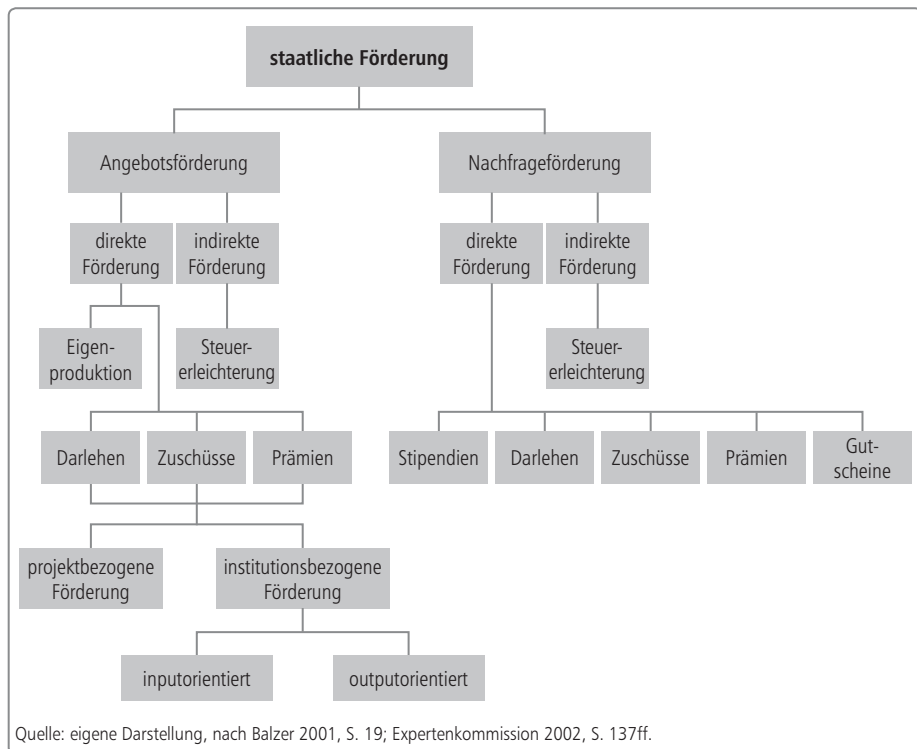 staatliche Förderung
Angebotsförderung
Nachfrageförderung
direkte
Förderung
indirekte
Förderung
direkte
Förderung
indirekte
Förderung
Eigen-
produktion
Steuer-
erleichterung
Steuer-
erleichterung
Darlehen
Zuschüsse
Prämien
Stipendien
Darlehen
Zuschüsse
Prämien
Gut-
scheine
projektbezogene
Förderung
institutionsbezogene
Förderung
inputorientiert
outputorientiert
Quelle: eigene Darstellung, nach Balzer 2001, S. 19; Expertenkommission 2002, S. 137ff.